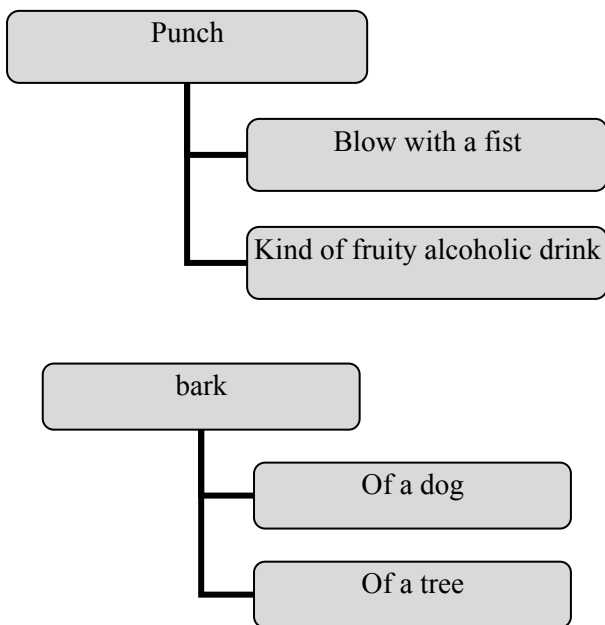 Punch
Blow with a fist
Kind of fruity alcoholic drink
bark
Of a dog
Of a tree